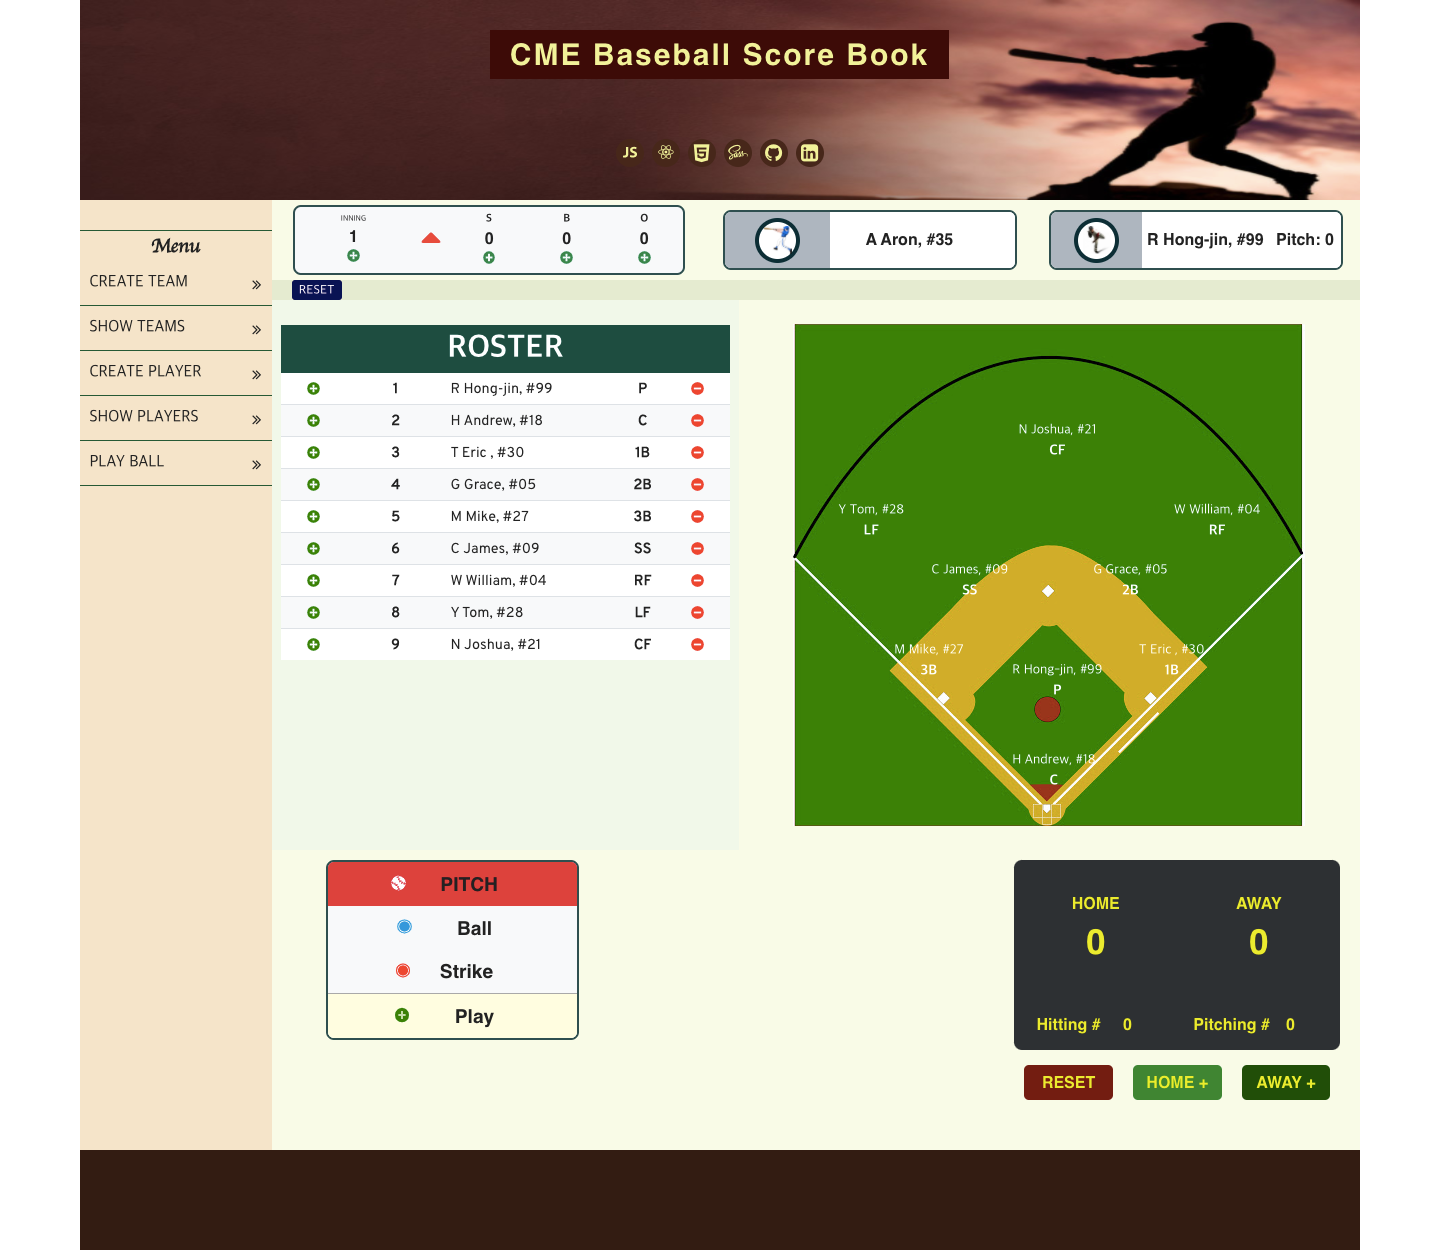 CME Baseball Score Book
JS
Sass
INNING S B O
1 0 0 0
A Aron, #35
R Hong-jin, #99 Pitch: 0
RESET
Menu
CREATE TEAM
SHOW TEAMS
CREATE PLAYER
SHOW PLAYERS
PLAY BALL
ROSTER
1 R Hong-jin, #99 P
2 H Andrew, #18 C
3 T Eric , #30 1B
4 G Grace, #05 2B
5 M Mike, #27 3B
6 C James, #09 SS
7 W William, #04 RF
8 Y Tom, #28 LF
9 N Joshua, #21 CF
N Joshua, #21
CF
Y Tom, #28
LF
W William, #04
RF
C James, #09
SS
G Grace, #05
2B
M Mike, #27
3B
T Eric , #30
1B
R Hong-jin, #99
P
H Andrew, #18
C
PITCH
Ball
Strike
Play
HOME AWAY
0 0
Hitting # 0 Pitching # 0
RESET HOME + AWAY +